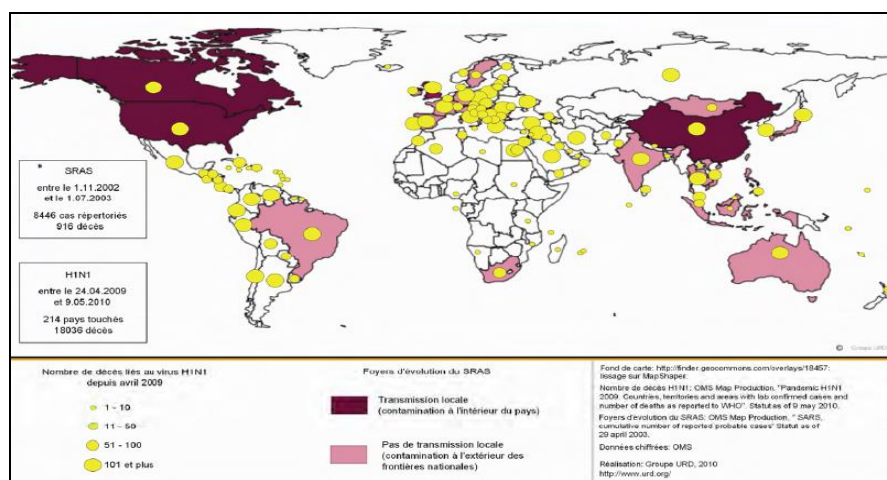 SRAS
entre le 1.11.2002
et le 1.07.2003
8446 cas répertoriés
916 décès
H1N1
entre le 24.04.2009
et 9.05.2010
214 pays touchés
18036 décès
© Groupe URD
Nombre de décès liés au virus H1N1
depuis avril 2009
1 - 10
11 - 50
51 - 100
101 et plus
Foyers d'évolution du SRAS
Transmission locale
(contamination à l'intérieur du pays)
Pas de transmission locale
(contamination à l'extérieur des
frontières nationales)
Fond de carte: http://finder.geocommons.com/overlays/18457:
lissage sur MapShaper.
Nombre de décès H1N1: OMS Map Production, "Pandemic H1N1
2009. Countries, territories and areas with lab confirmed cases and
number of deaths as reported to WHO". Status as of 9 may 2010.
Foyers d'évolution du SRAS: OMS Map Production, " SARS,
cumulative number of reported probable cases" Statut as of
29 april 2003.
Données chiffrées: OMS
Réalisation: Groupe URD, 2010
http://www.urd.org/